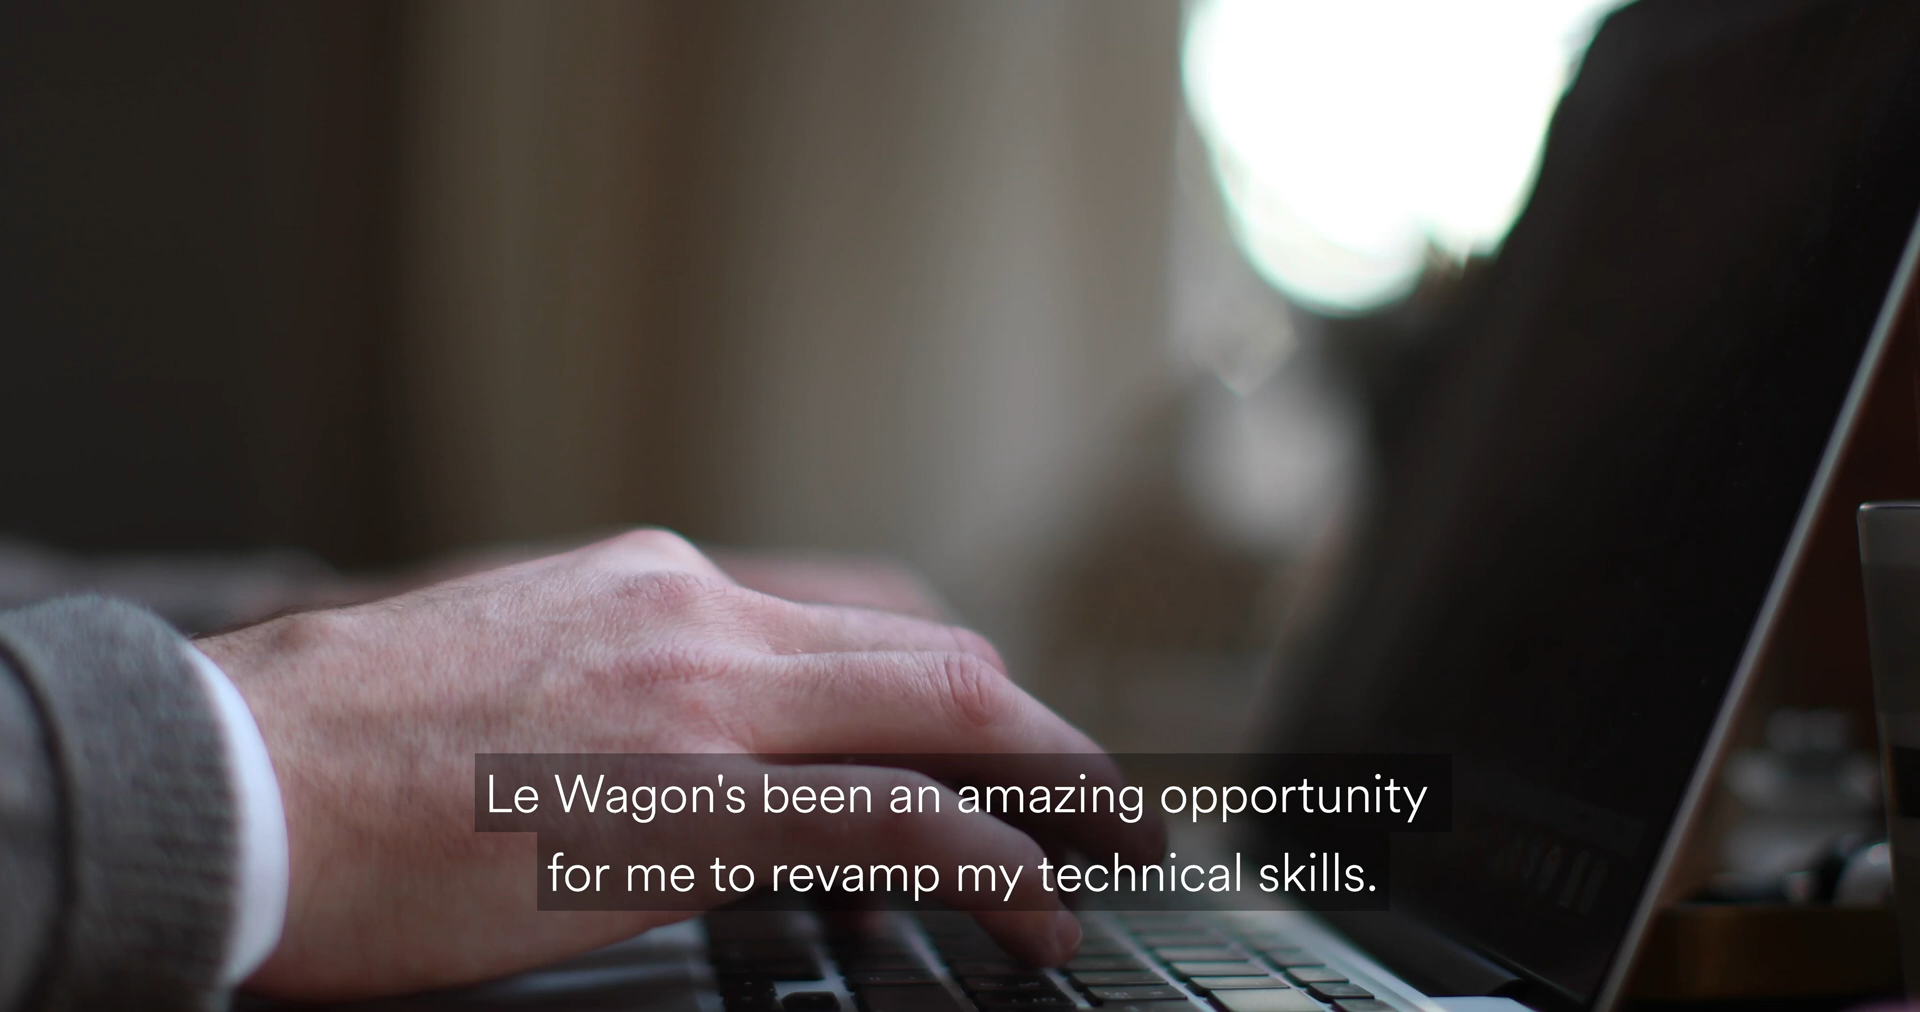 Le Wagon's been an amazing opportunity
for me to revamp my technical skills.